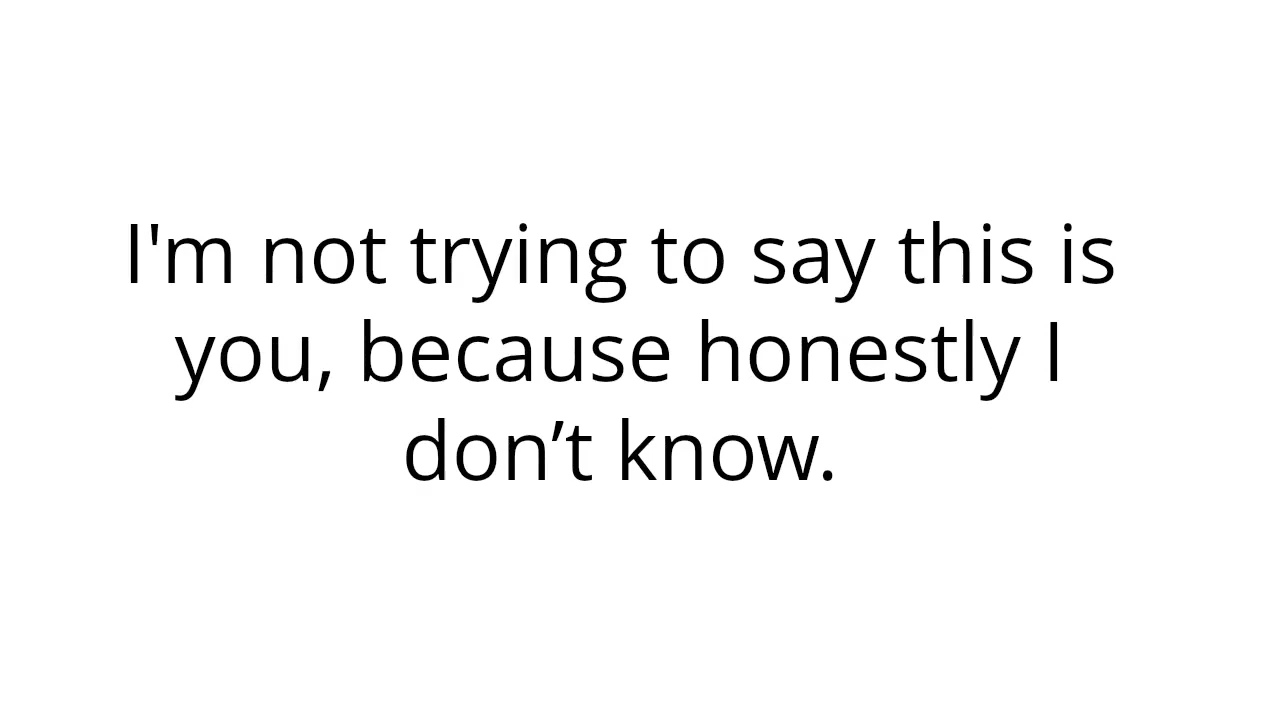 I'm not trying to say this is
you, because honestly I
don’t know.